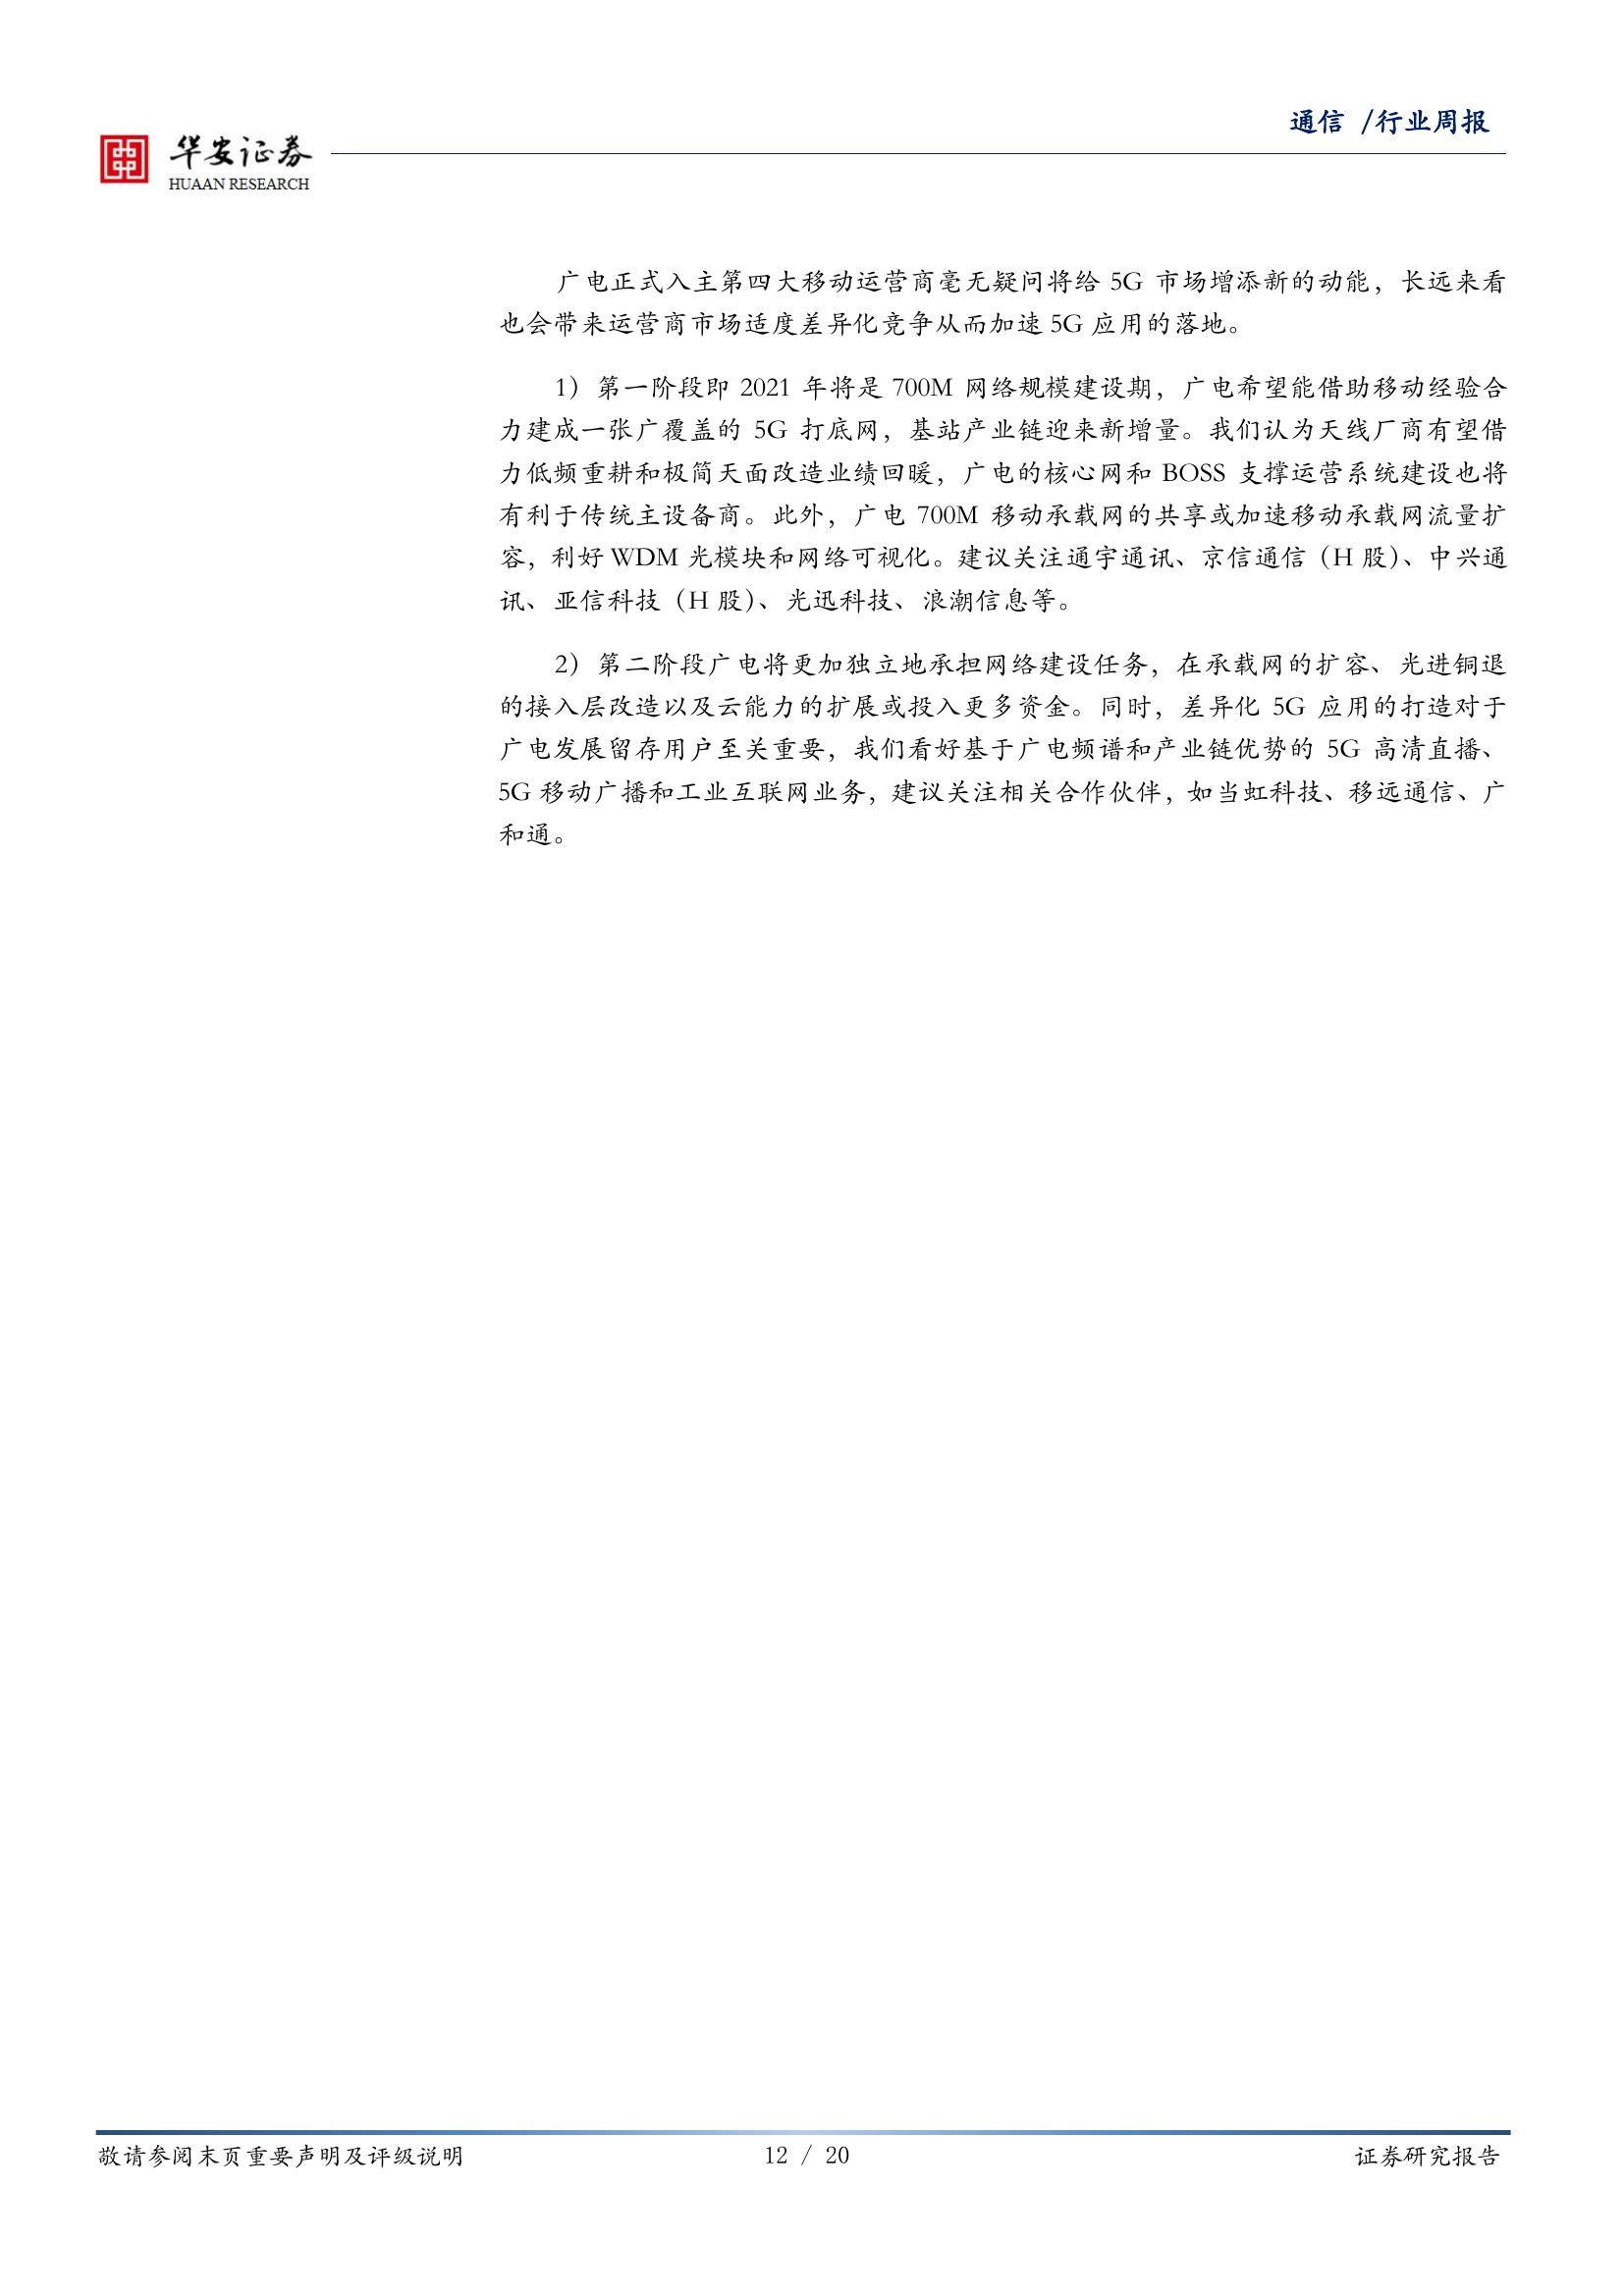 通信 /行业周报
华安证券
HUAAN RESEARCH
广电正式入主第四大移动运营商毫无疑问将给 5G 市场增添新的动能，长远来看
也会带来运营商市场适度差异化竞争从而加速 5G 应用的落地。
1）第一阶段即 2021 年将是 700M 网络规模建设期，广电希望能借助移动经验合
力建成一张广覆盖的 5G 打底网，基站产业链迎来新增量。我们认为天线厂商有望借
力低频重耕和极简天面改造业绩回暖，广电的核心网和 BOSS 支撑运营系统建设也将
有利于传统主设备商。此外，广电 700M 移动承载网的共享或加速移动承载网流量扩
容，利好 WDM 光模块和网络可视化。建议关注通宇通讯、京信通信（H 股）、中兴通
讯、亚信科技（H 股）、光迅科技、浪潮信息等。
2）第二阶段广电将更加独立地承担网络建设任务，在承载网的扩容、光进铜退
的接入层改造以及云能力的扩展或投入更多资金。同时，差异化 5G 应用的打造对于
广电发展留存用户至关重要，我们看好基于广电频谱和产业链优势的 5G 高清直播、
5G 移动广播和工业互联网业务，建议关注相关合作伙伴，如当虹科技、移远通信、广
和通。
敬请参阅末页重要声明及评级说明
12 / 20
证券研究报告